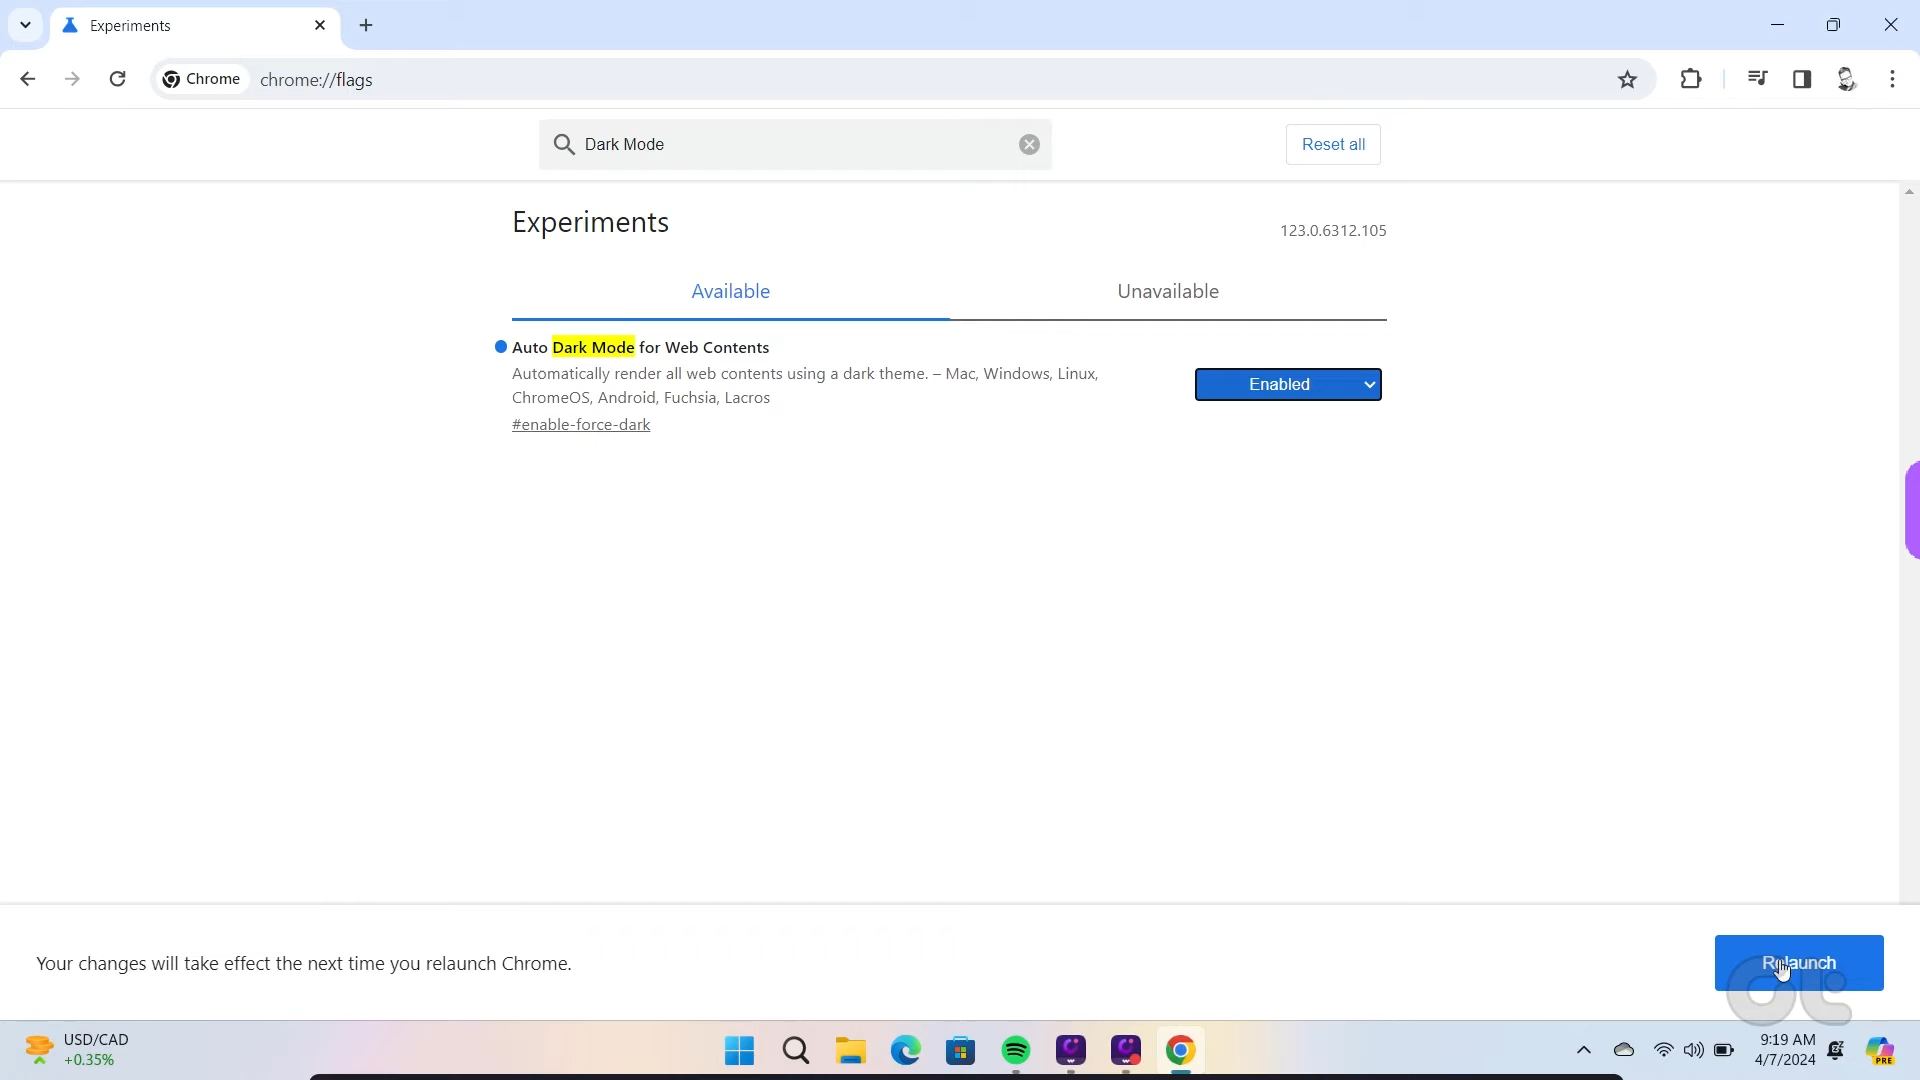 Experiments
Chrome
chrome://flags
Dark Mode
Reset all
Experiments
123.0.6312.105
Available
Unavailable
Auto Dark Mode for Web Contents
Automatically render all web contents using a dark theme. – Mac, Windows, Linux,
ChromeOS, Android, Fuchsia, Lacros
#enable-force-dark
Enabled
Your changes will take effect the next time you relaunch Chrome.
Relaunch
USD/CAD
+0.35%
9:19 AM
4/7/2024
PRE